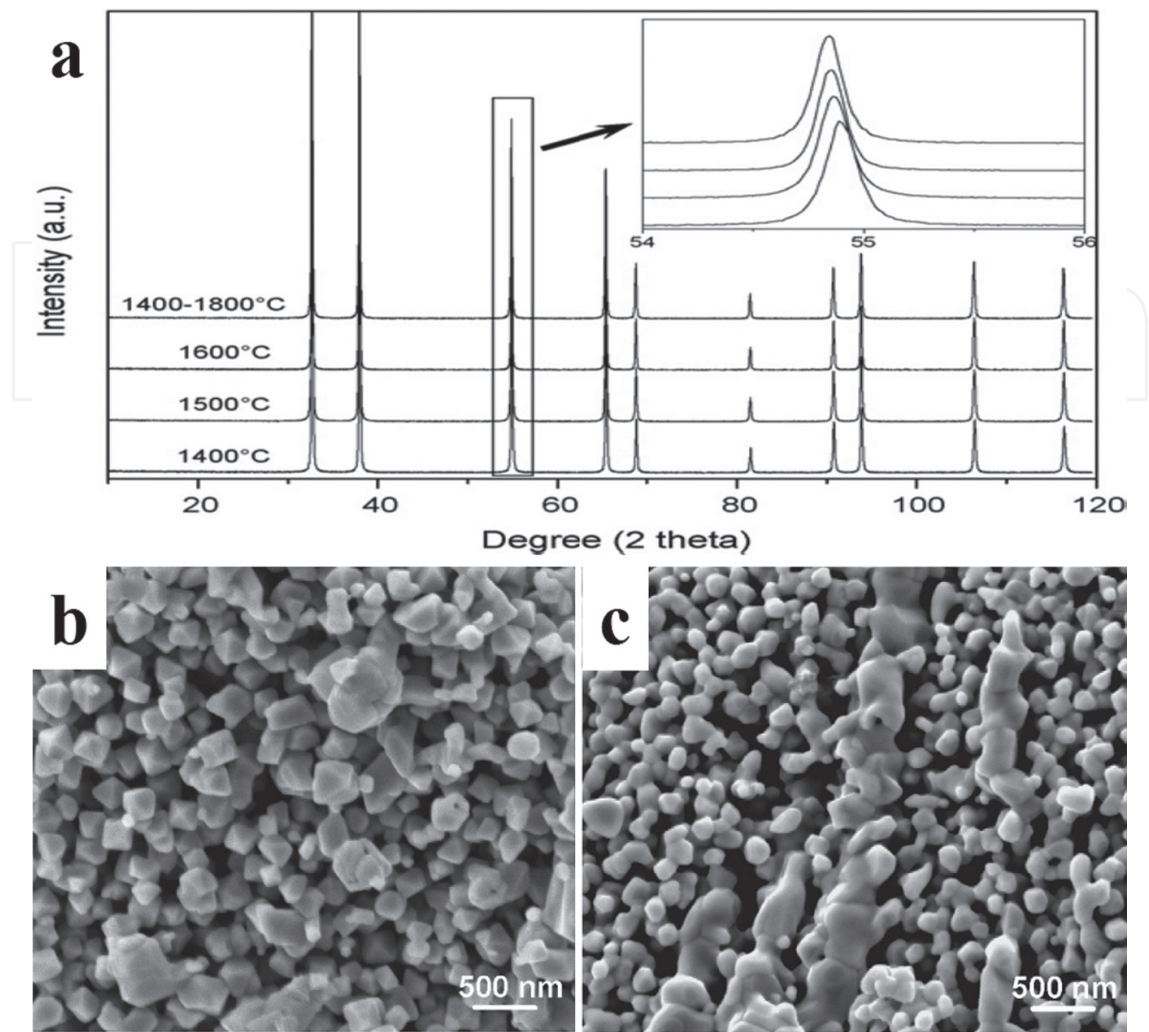 a
Intensity (a.u.)
54 55 56
1400-1800°C
1600°C
1500°C
1400°C
20 40 60 80 100 120
Degree (2 theta)
b
500 nm
c
500 nm